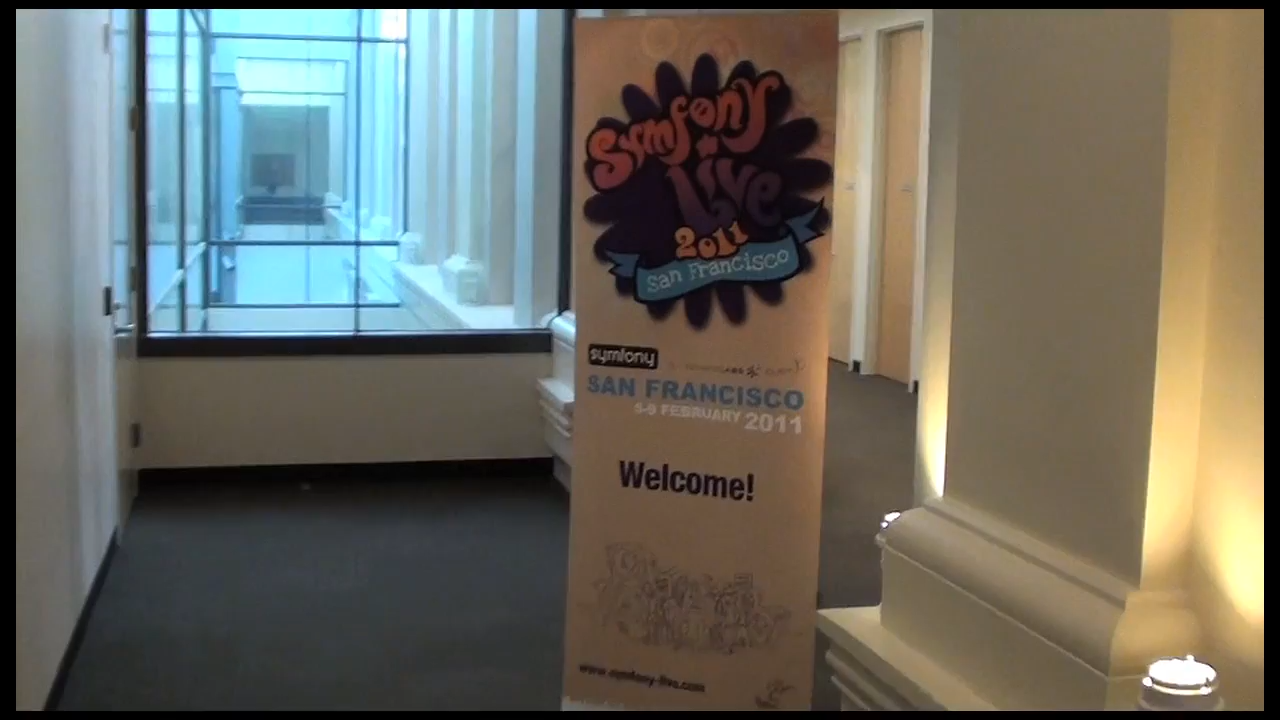 Symfony
Live
2011
San Francisco
symfony
SAN FRANCISCO
FEBRUARY 2011
Welcome!
www.symfony-live.com